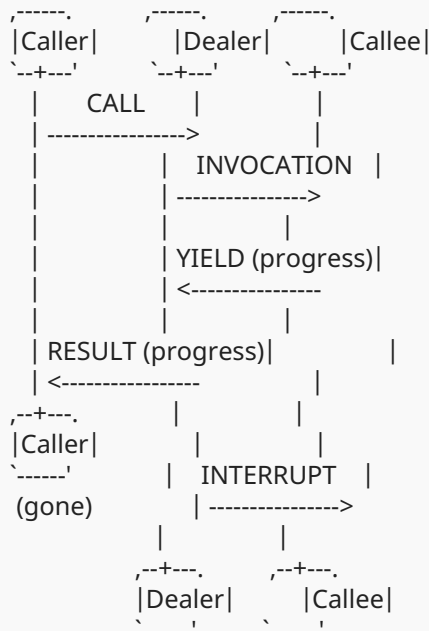 ,------.          ,------.          ,------.
|Caller|          |Dealer|          |Callee|
`--+---'          `--+---'          `--+---'
   |       CALL       |                  |
   | ----------------->                  |
   |                  |    INVOCATION   |
   |                  | ---------------->
   |                  |                  |
   |                  | YIELD (progress)|
   |                  | <----------------
   |                  |                  |
   | RESULT (progress)|                  |
   | <-----------------                  |
,--+---.              |                  |
|Caller|              |                  |
`------'              |    INTERRUPT    |
 (gone)               | ---------------->
                      |                  |
                   ,--+---.          ,--+---.
                   |Dealer|          |Callee|
                   `------'          `------'